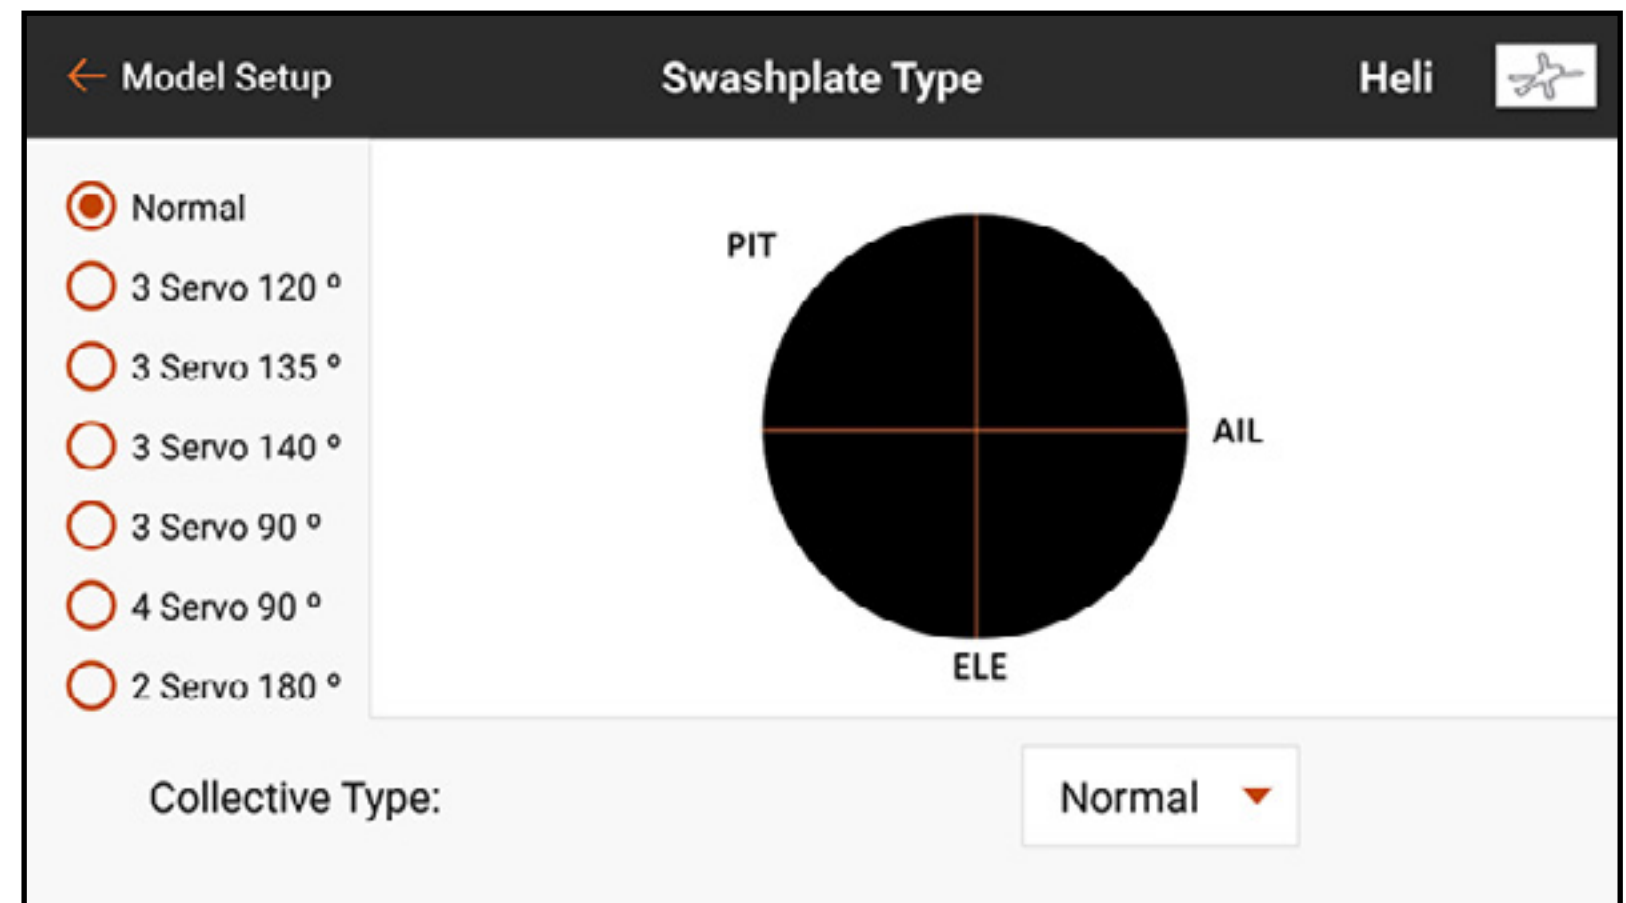 Model Setup
Swashplate Type
Heli
Normal
3 Servo 120 º
3 Servo 135 º
3 Servo 140 º
3 Servo 90 º
4 Servo 90 º
2 Servo 180 º
PIT
AIL
ELE
Collective Type:
Normal